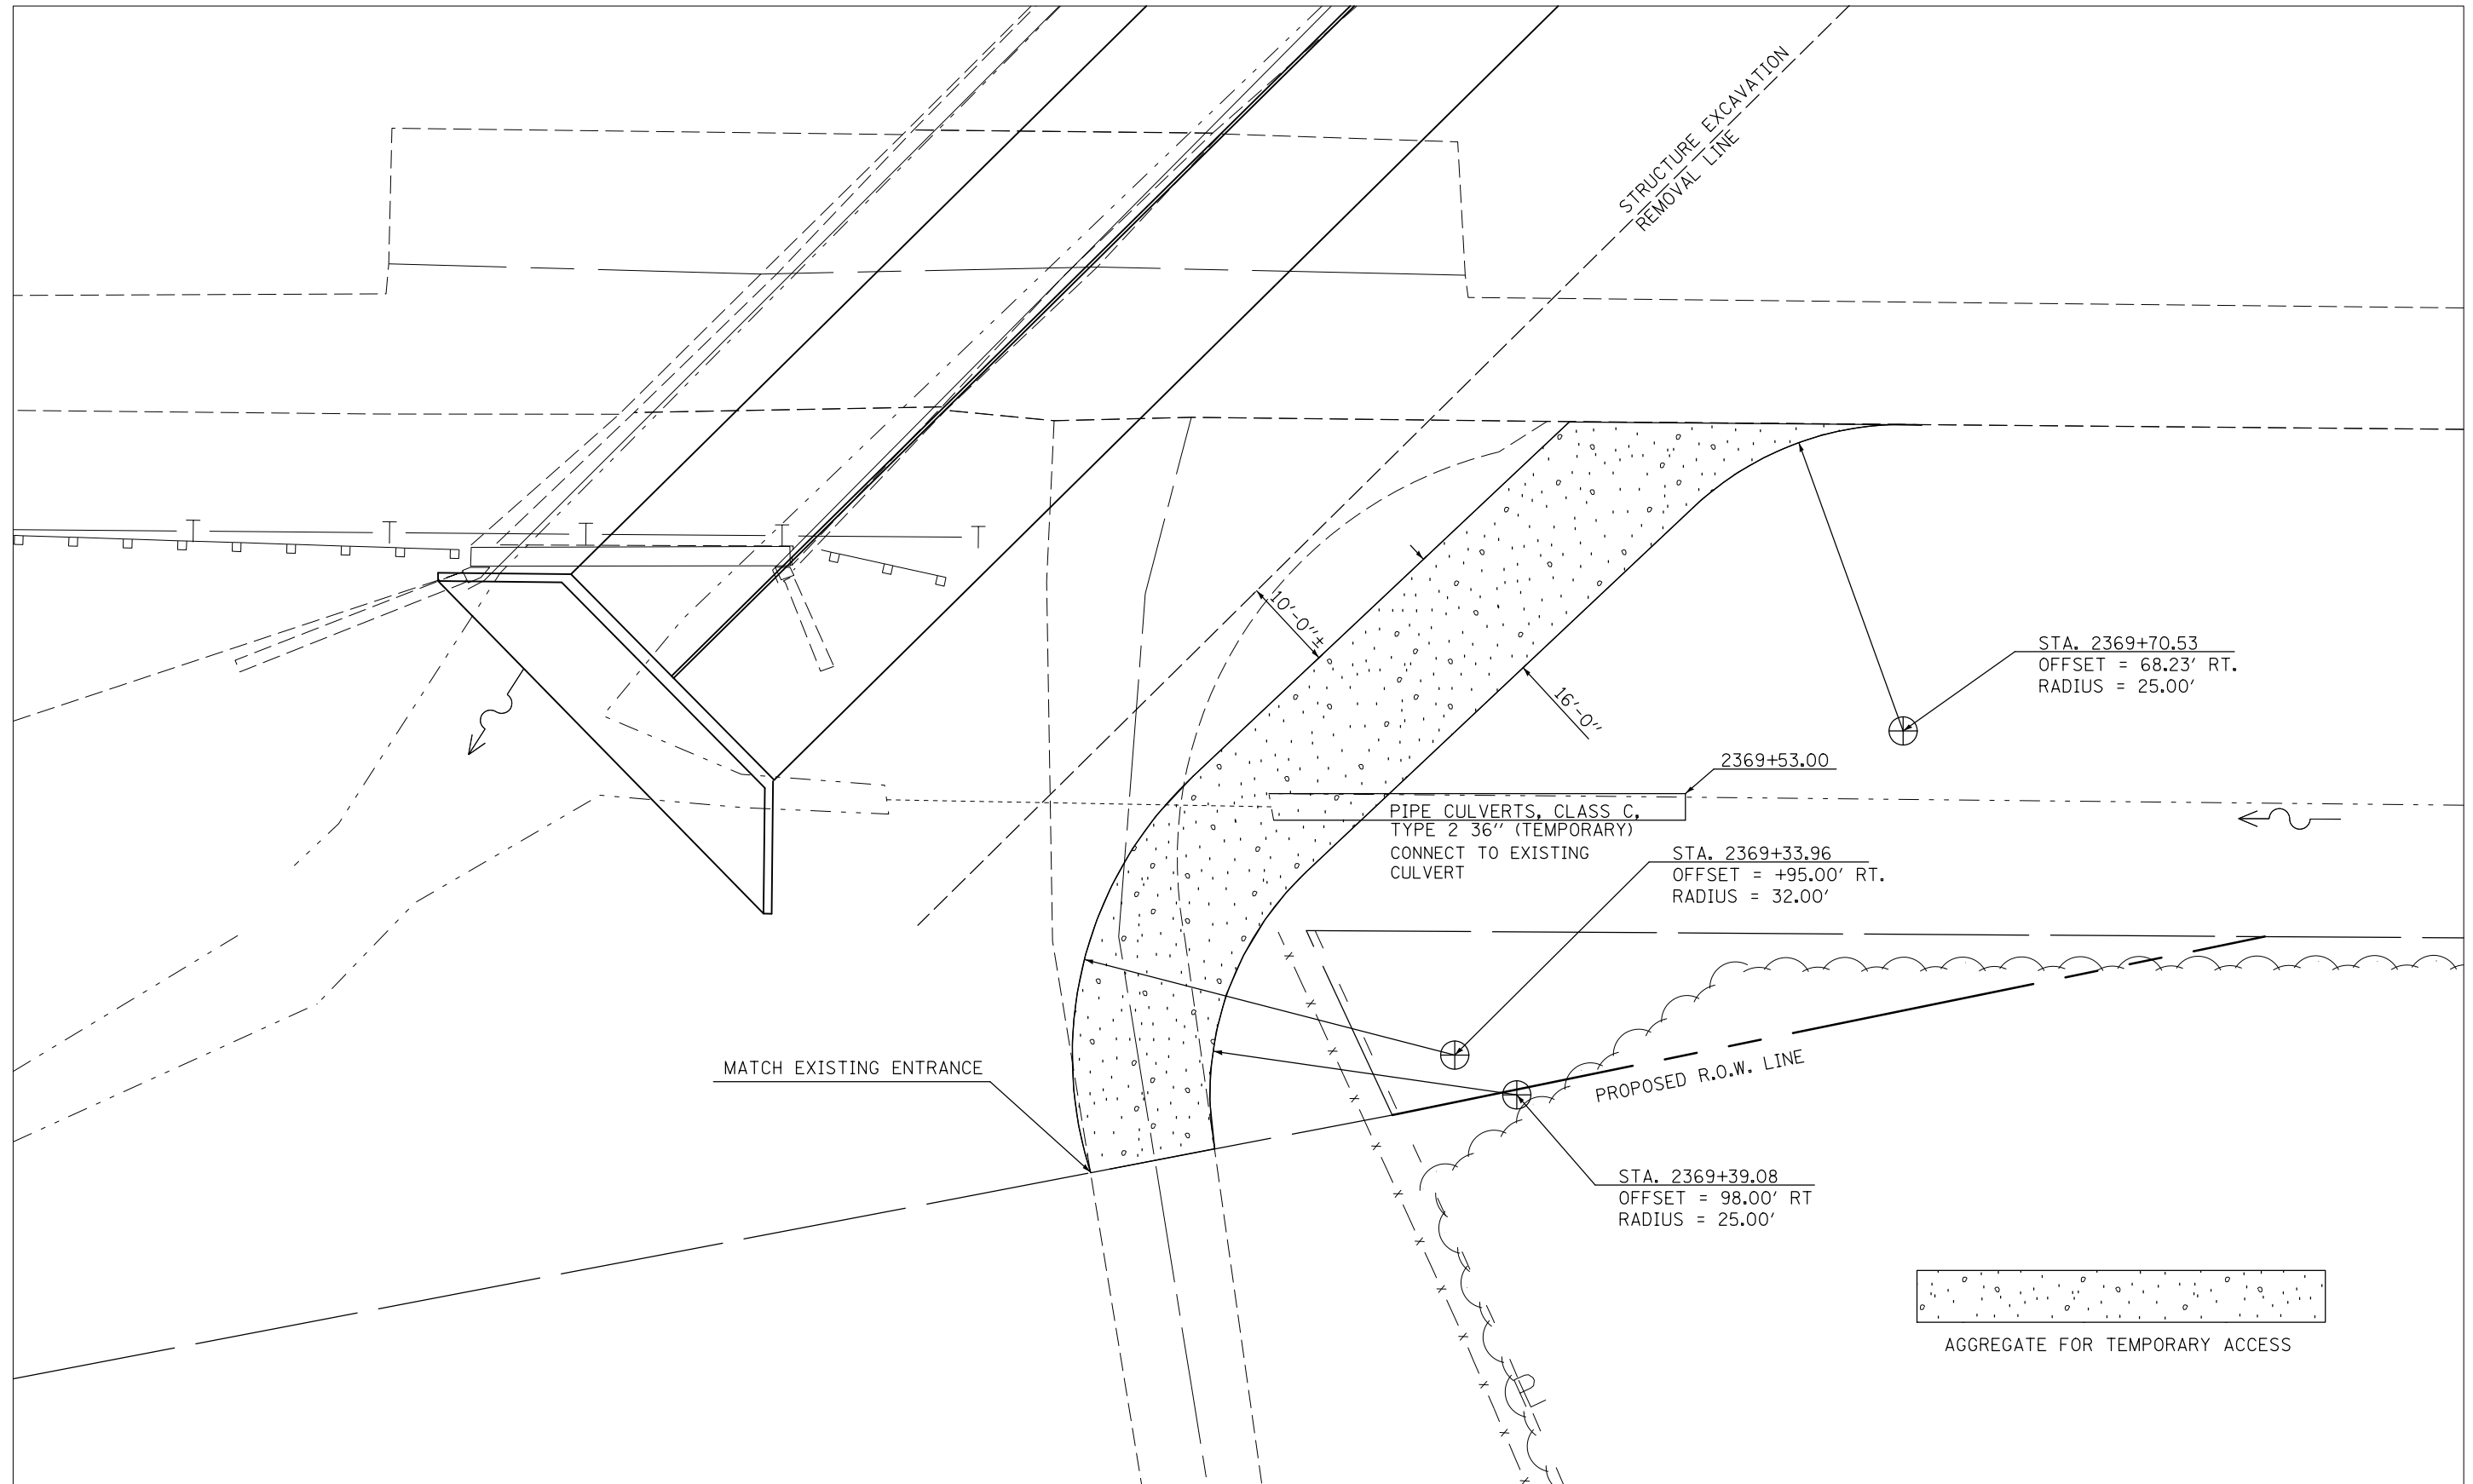 STRUCTURE EXCAVATION
REMOVAL LINE
10'-0"±
16'-0"
STA. 2369+70.53
OFFSET = 68.23' RT.
RADIUS = 25.00'
2369+53.00
PIPE CULVERTS, CLASS C,
TYPE 2 36" (TEMPORARY)
CONNECT TO EXISTING
CULVERT
STA. 2369+33.96
OFFSET = +95.00' RT.
RADIUS = 32.00'
MATCH EXISTING ENTRANCE
PROPOSED R.O.W. LINE
STA. 2369+39.08
OFFSET = 98.00' RT
RADIUS = 25.00'
AGGREGATE FOR TEMPORARY ACCESS
PL